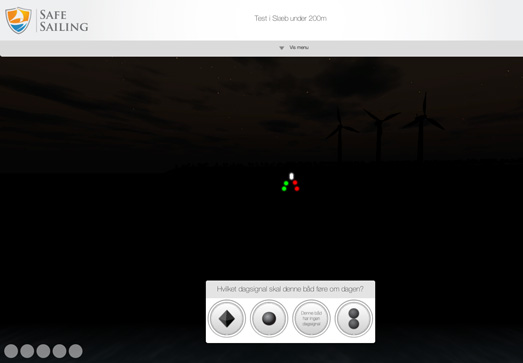 SAFE
SAILING
Test i Slæb under 200m
Vis menu
Hvilket dagsignal skal denne båd føre om dagen?
Denne båd
har ingen
dagsignal